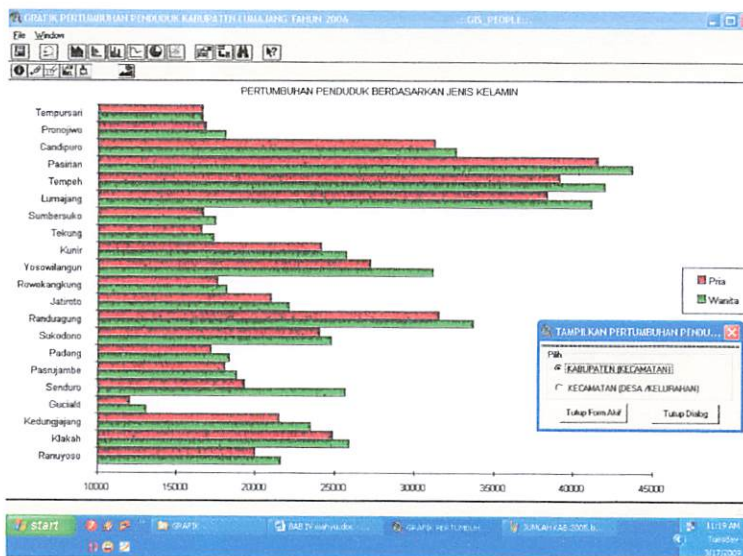 GRAFIK PERTUMBUHAN PENDUDUK KABUPATEN LUMAJANG TAHUN 2004 .:: GIS_PEOPLE::.
File Window
PERTUMBUHAN PENDUDUK BERDASARKAN JENIS KELAMIN
Tempursari
Pronojiwo
Candipuro
Pasirian
Tempeh
Lumajang
Sumbersuko
Tekung
Kunir
Yosowilangun
Rowokangkung
Jatiroto
Randuagung
Sukodono
Padang
Pasrujambe
Senduro
Gucialit
Kedungjajang
Klakah
Ranuyoso
10000 15000 20000 25000 30000 35000 40000 45000
Pria
Wanita
TAMPILKAN PERTUMBUHAN PENDU...
Pilih
KABUPATEN (KECAMATAN)
KECAMATAN (DESA /KELURAHAN)
Tutup Form Aktif Tutup Dialog
start GRAFIK BAB IV wahyu.doc - ... GRAFIK PERTUMBUH... JUMLAH KAB 2005.b...
11:19 AM
Tuesday